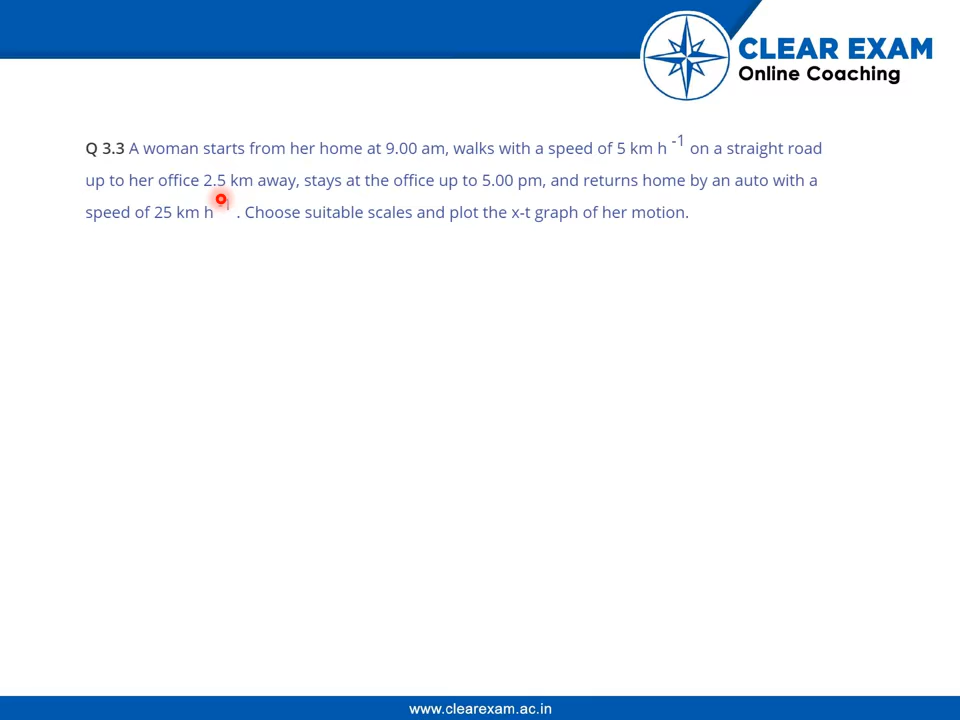 CLEAR EXAM
Online Coaching
Q 3.3 A woman starts from her home at 9.00 am, walks with a speed of 5 km h -1 on a straight road
up to her office 2.5 km away, stays at the office up to 5.00 pm, and returns home by an auto with a
speed of 25 km h . Choose suitable scales and plot the x-t graph of her motion.
www.clearexam.ac.in